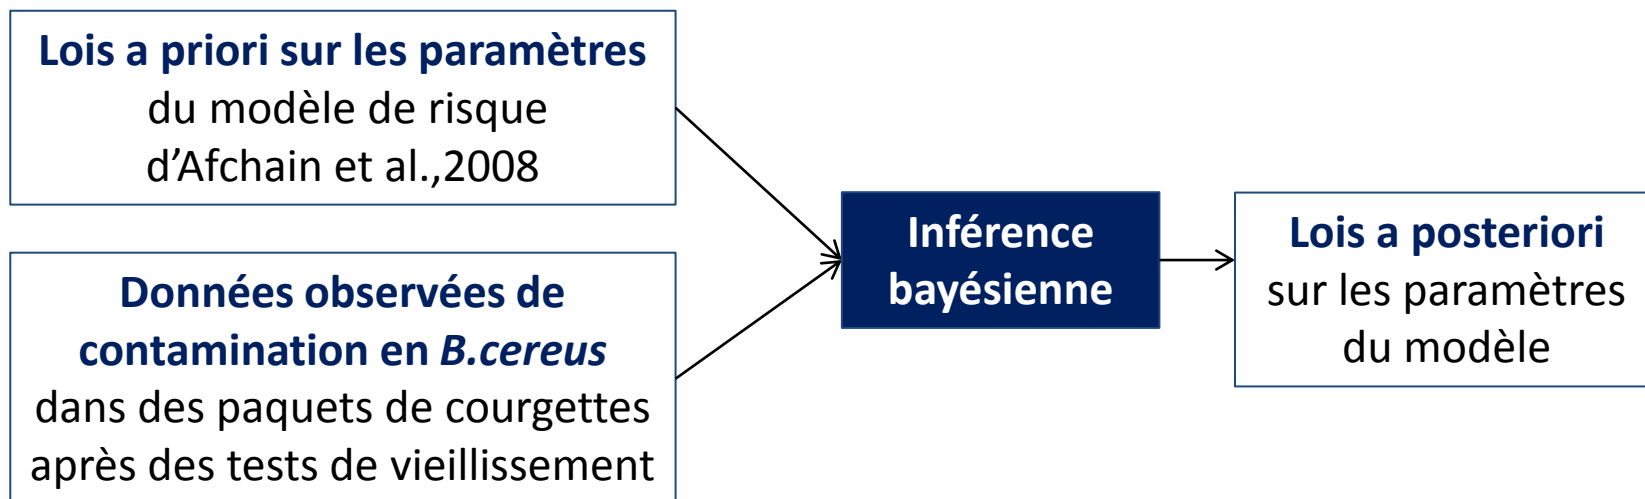 Lois a priori sur les paramètres
du modèle de risque
d’Afchain et al.,2008
Données observées de
contamination en B.cereus
dans des paquets de courgettes
après des tests de vieillissement
Inférence
bayésienne
Lois a posteriori
sur les paramètres
du modèle